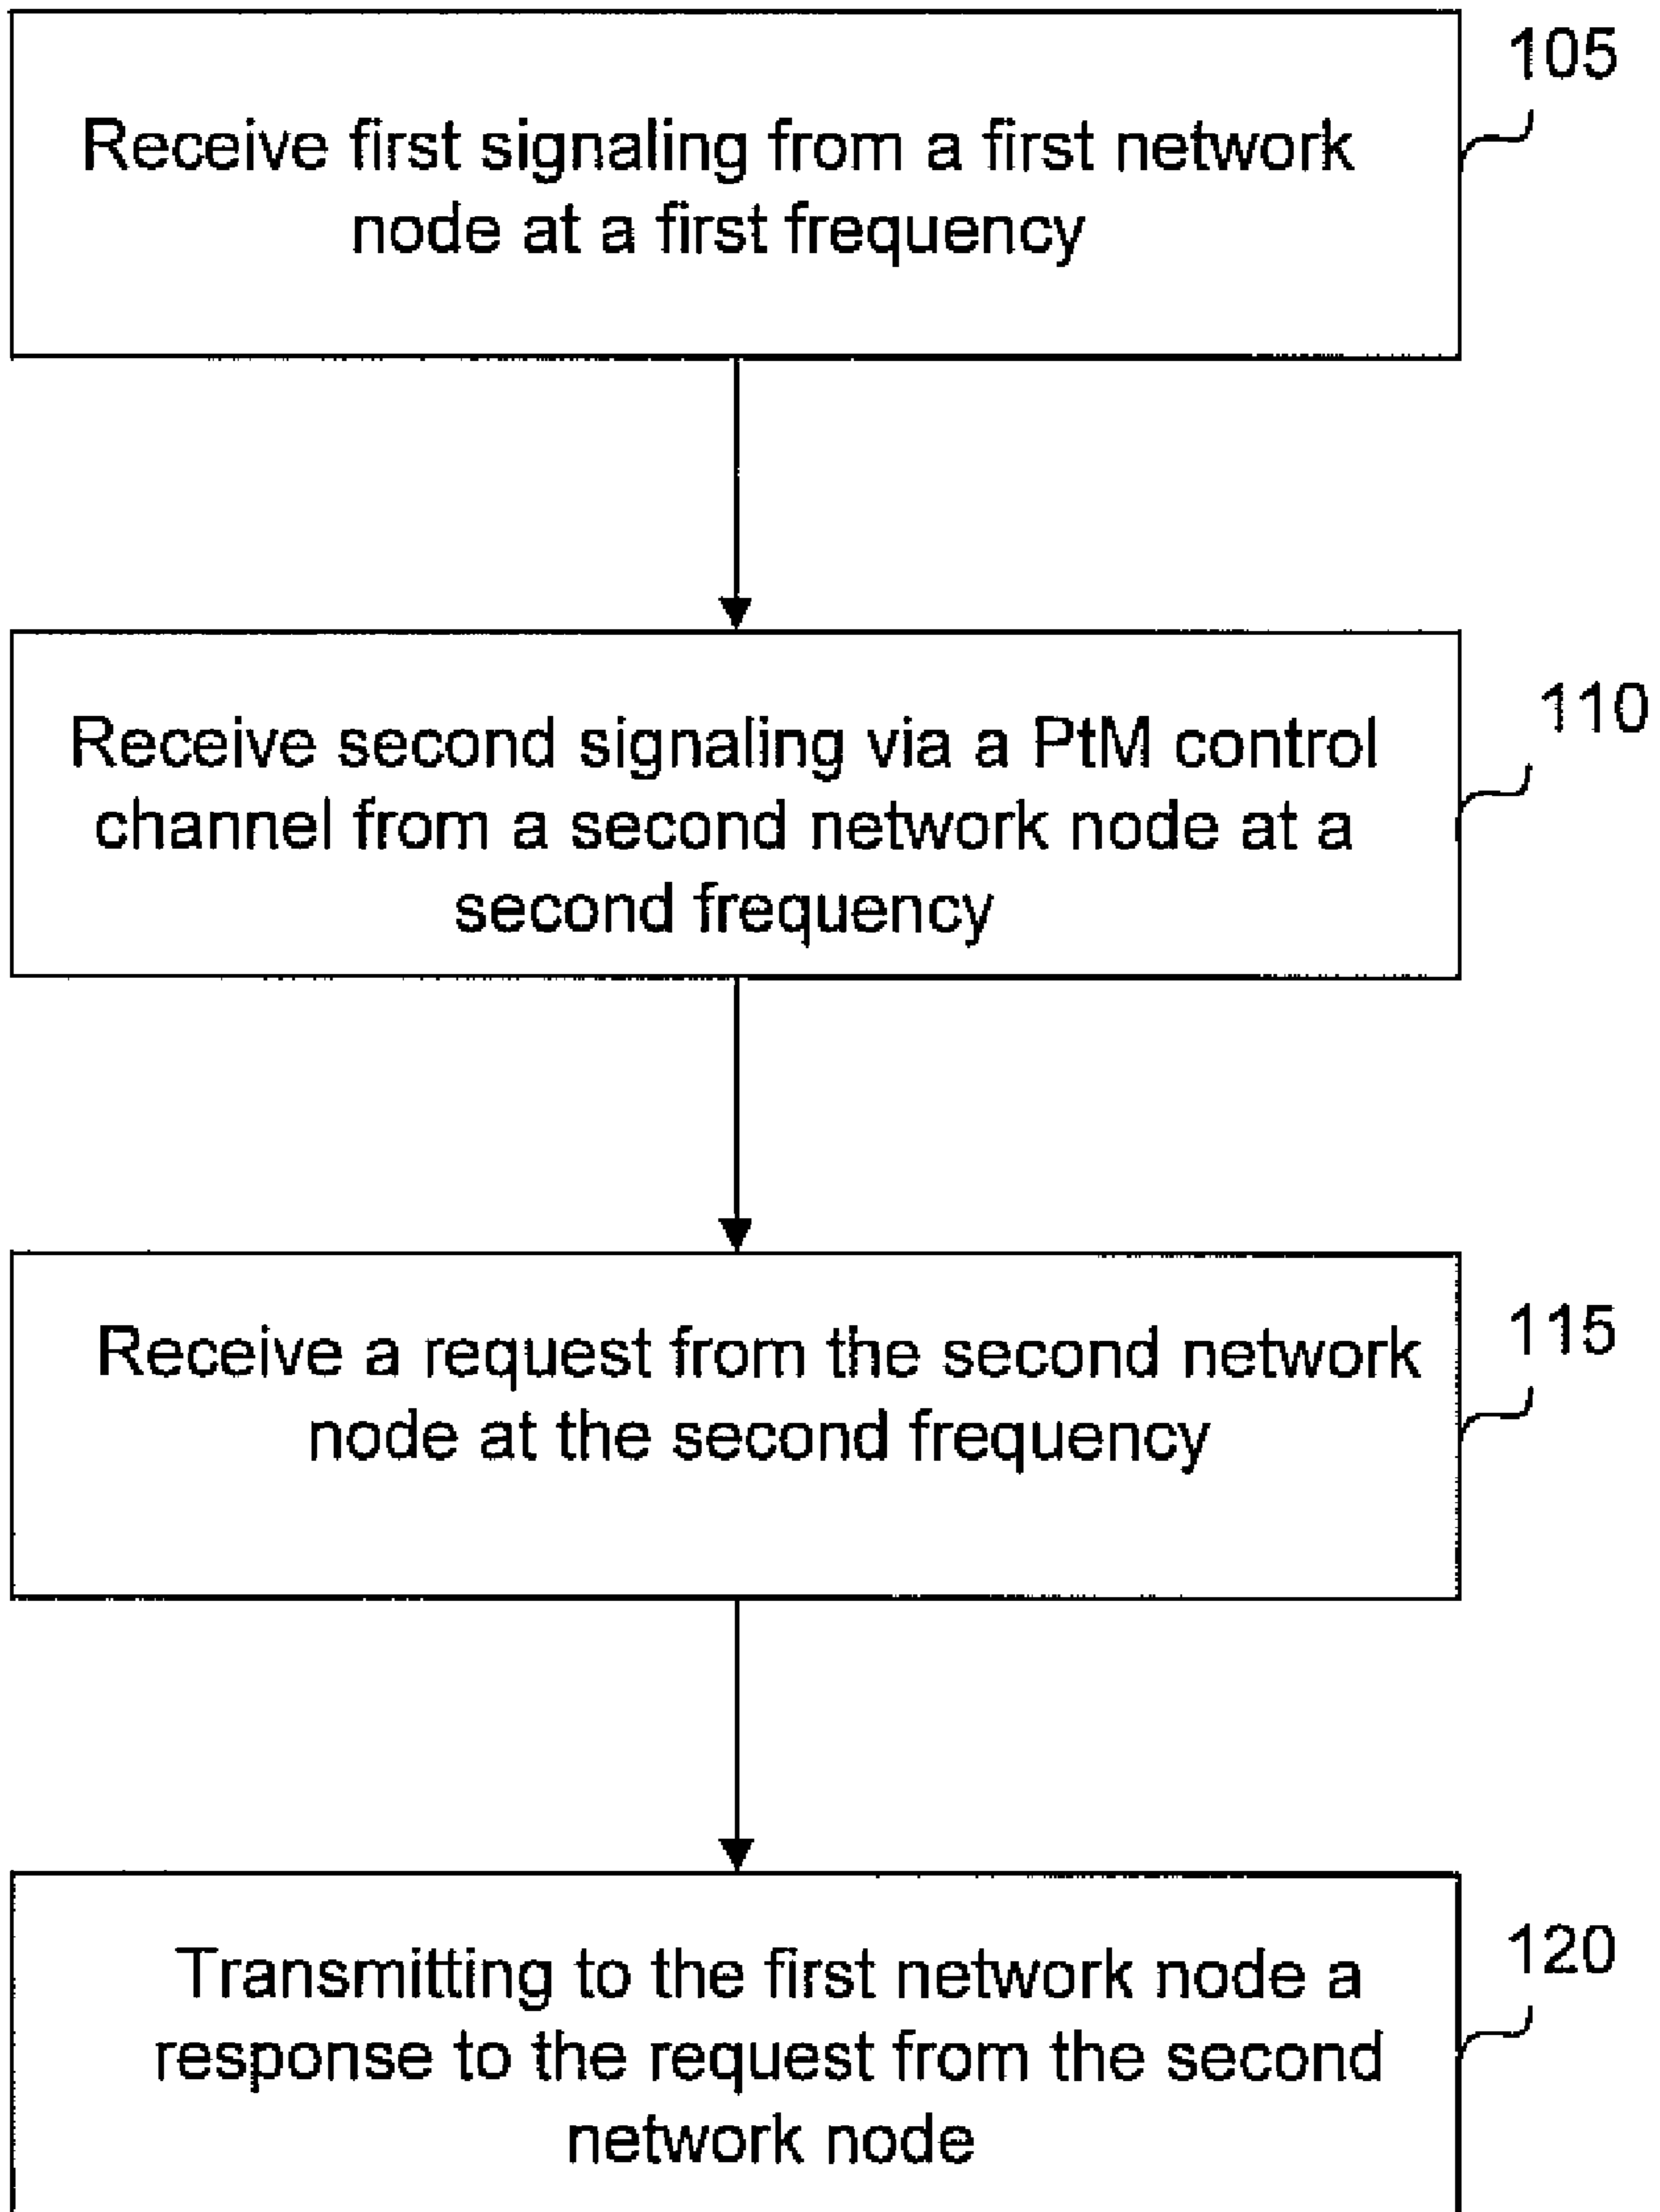 105
Receive first signaling from a first network
node at a first frequency
110
Receive second signaling via a PtM control
channel from a second network node at a
second frequency
115
Receive a request from the second network
node at the second frequency
120
Transmitting to the first network node a
response to the request from the second
network node